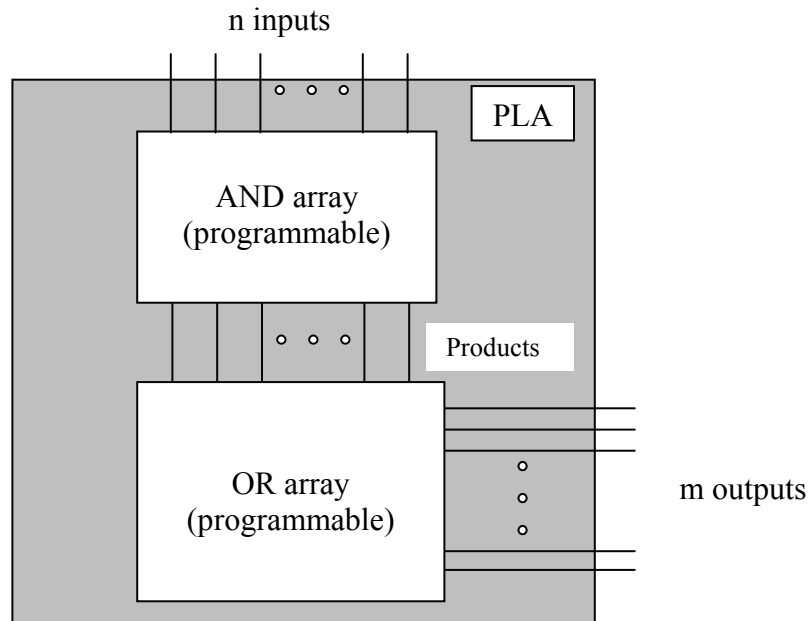 n inputs
PLA
AND array
(programmable)
Products
OR array
(programmable)
m outputs